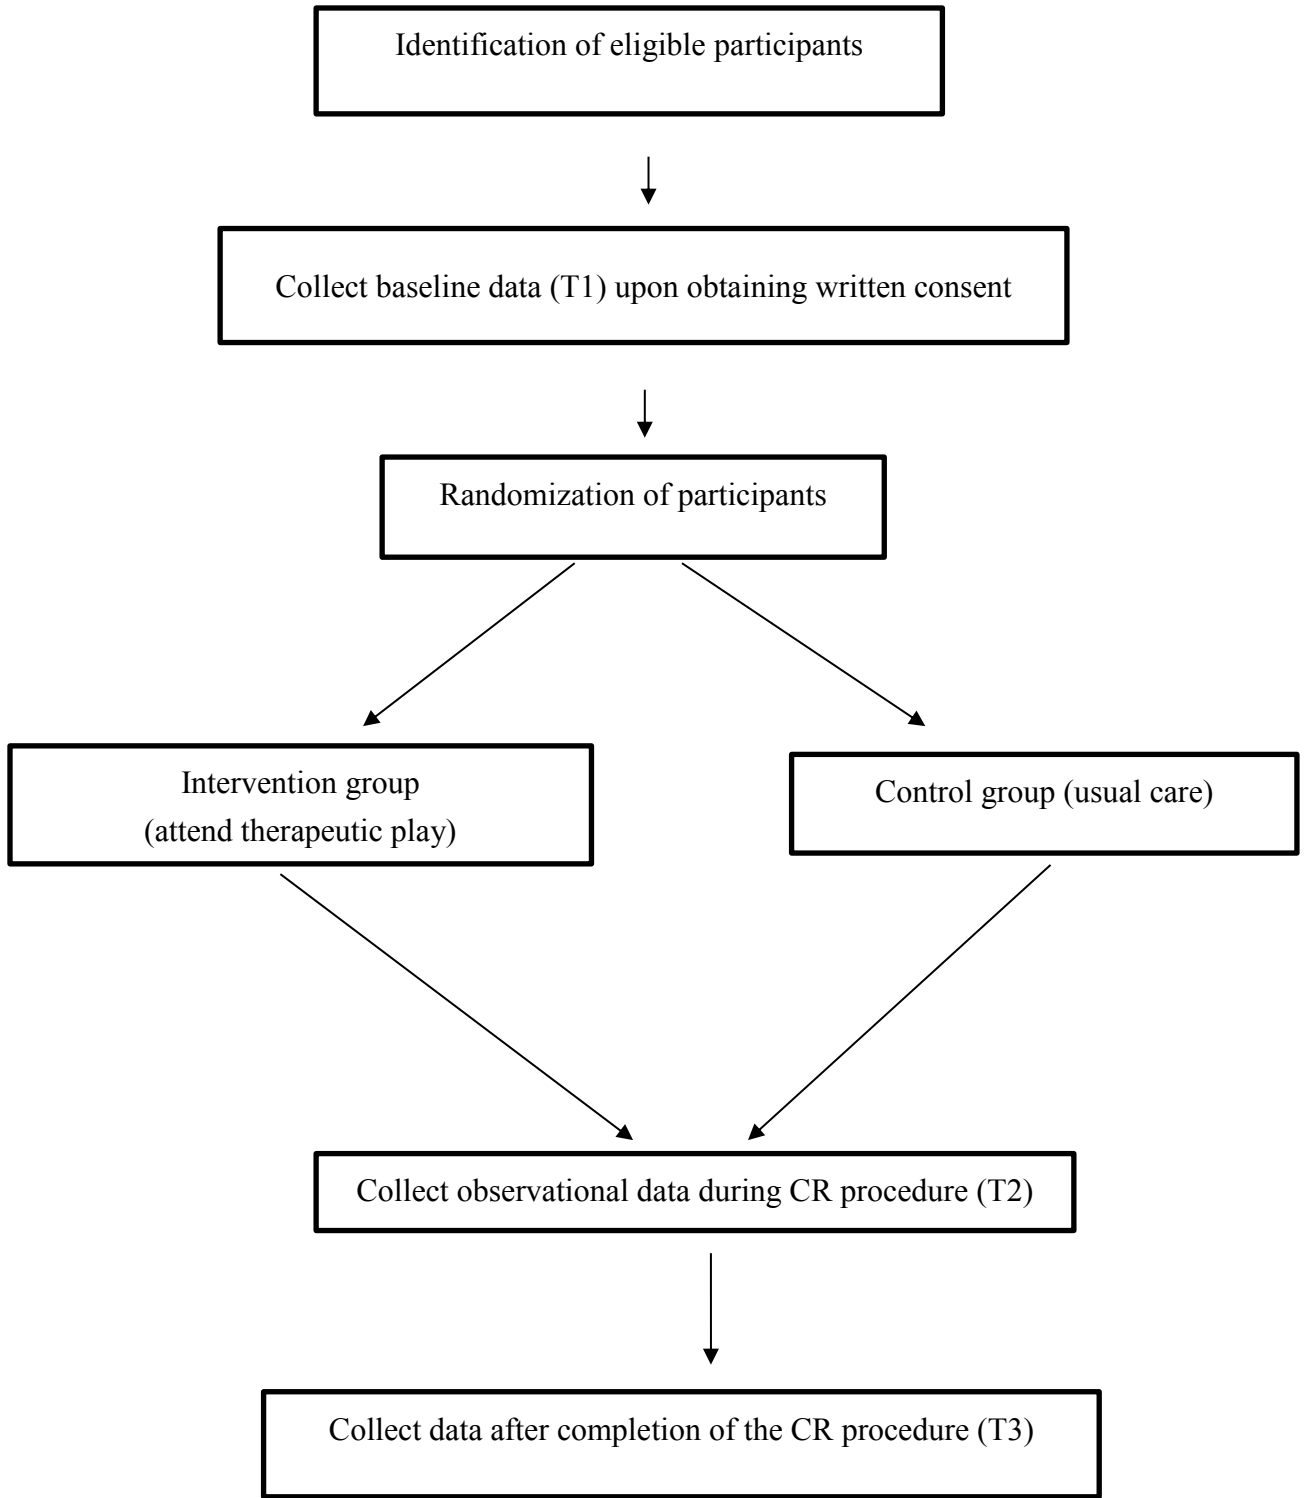 Identification of eligible participants
Collect baseline data (T1) upon obtaining written consent
Randomization of participants
Intervention group
(attend therapeutic play)
Control group (usual care)
Collect observational data during CR procedure (T2)
Collect data after completion of the CR procedure (T3)